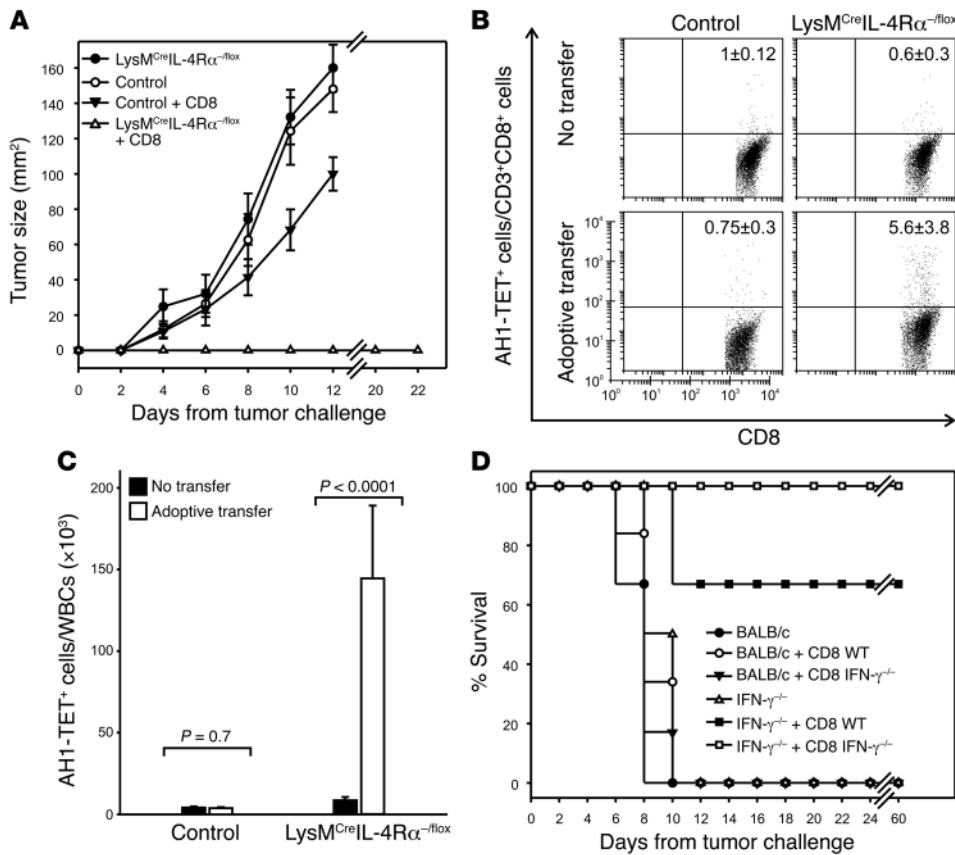 A
Tumor size (mm²)
160
140
120
100
80
60
40
20
0
LysMCreIL-4Rα−/flox
Control
Control + CD8
LysMCreIL-4Rα−/flox
+ CD8
0 2 4 6 8 10 12 20 22
Days from tumor challenge
B
Control LysMCreIL-4Rα−/flox
AH1-TET+ cells/CD3+CD8+ cells
No transfer
1±0.12 0.6±0.3
Adoptive transfer
0.75±0.3 5.6±3.8
10⁴
10³
10²
10¹
10⁰
10⁰ 10¹ 10² 10³ 10⁴
CD8
C
AH1-TET+ cells/WBCs (×10³)
200
150
100
50
0
No transfer
Adoptive transfer
P < 0.0001
P = 0.7
Control LysMCreIL-4Rα−/flox
D
% Survival
100
80
60
40
20
0
BALB/c
BALB/c + CD8 WT
BALB/c + CD8 IFN-γ−/−
IFN-γ−/−
IFN-γ−/− + CD8 WT
IFN-γ−/− + CD8 IFN-γ−/−
0 2 4 6 8 10 12 14 16 18 20 22 24 60
Days from tumor challenge